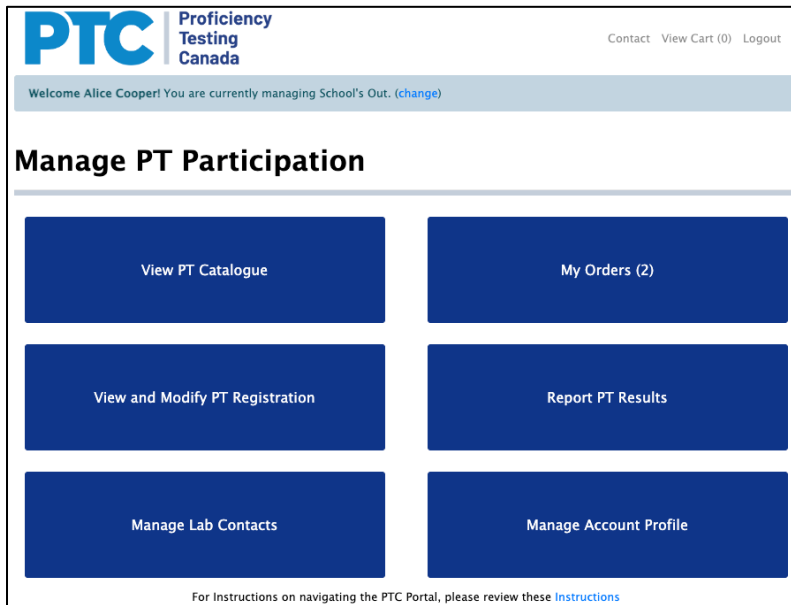 PTC
Proficiency
Testing
Canada
Contact View Cart (0) Logout
Welcome Alice Cooper! You are currently managing School's Out. (change)
Manage PT Participation
View PT Catalogue
My Orders (2)
View and Modify PT Registration
Report PT Results
Manage Lab Contacts
Manage Account Profile
For Instructions on navigating the PTC Portal, please review these Instructions